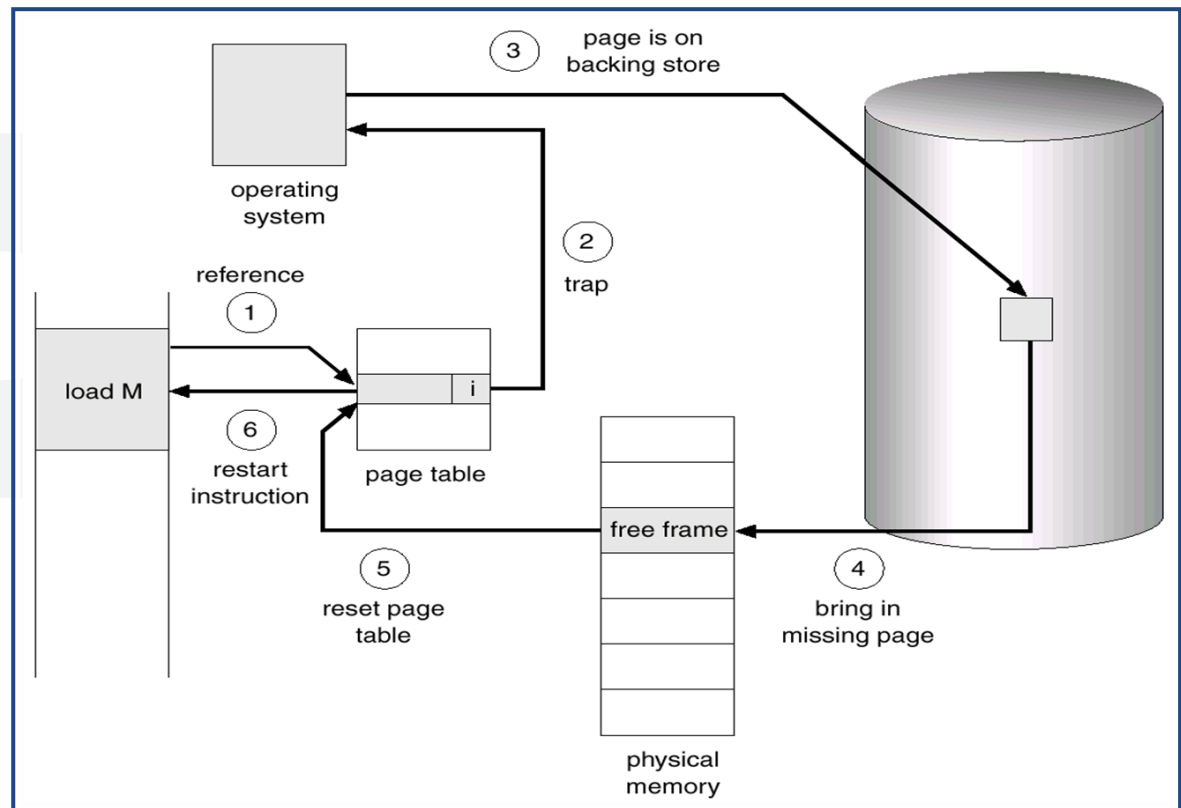 3
page is on
backing store
operating
system
2
trap
reference
1
load M
i
6
restart
instruction
page table
free frame
5
reset page
table
4
bring in
missing page
physical
memory